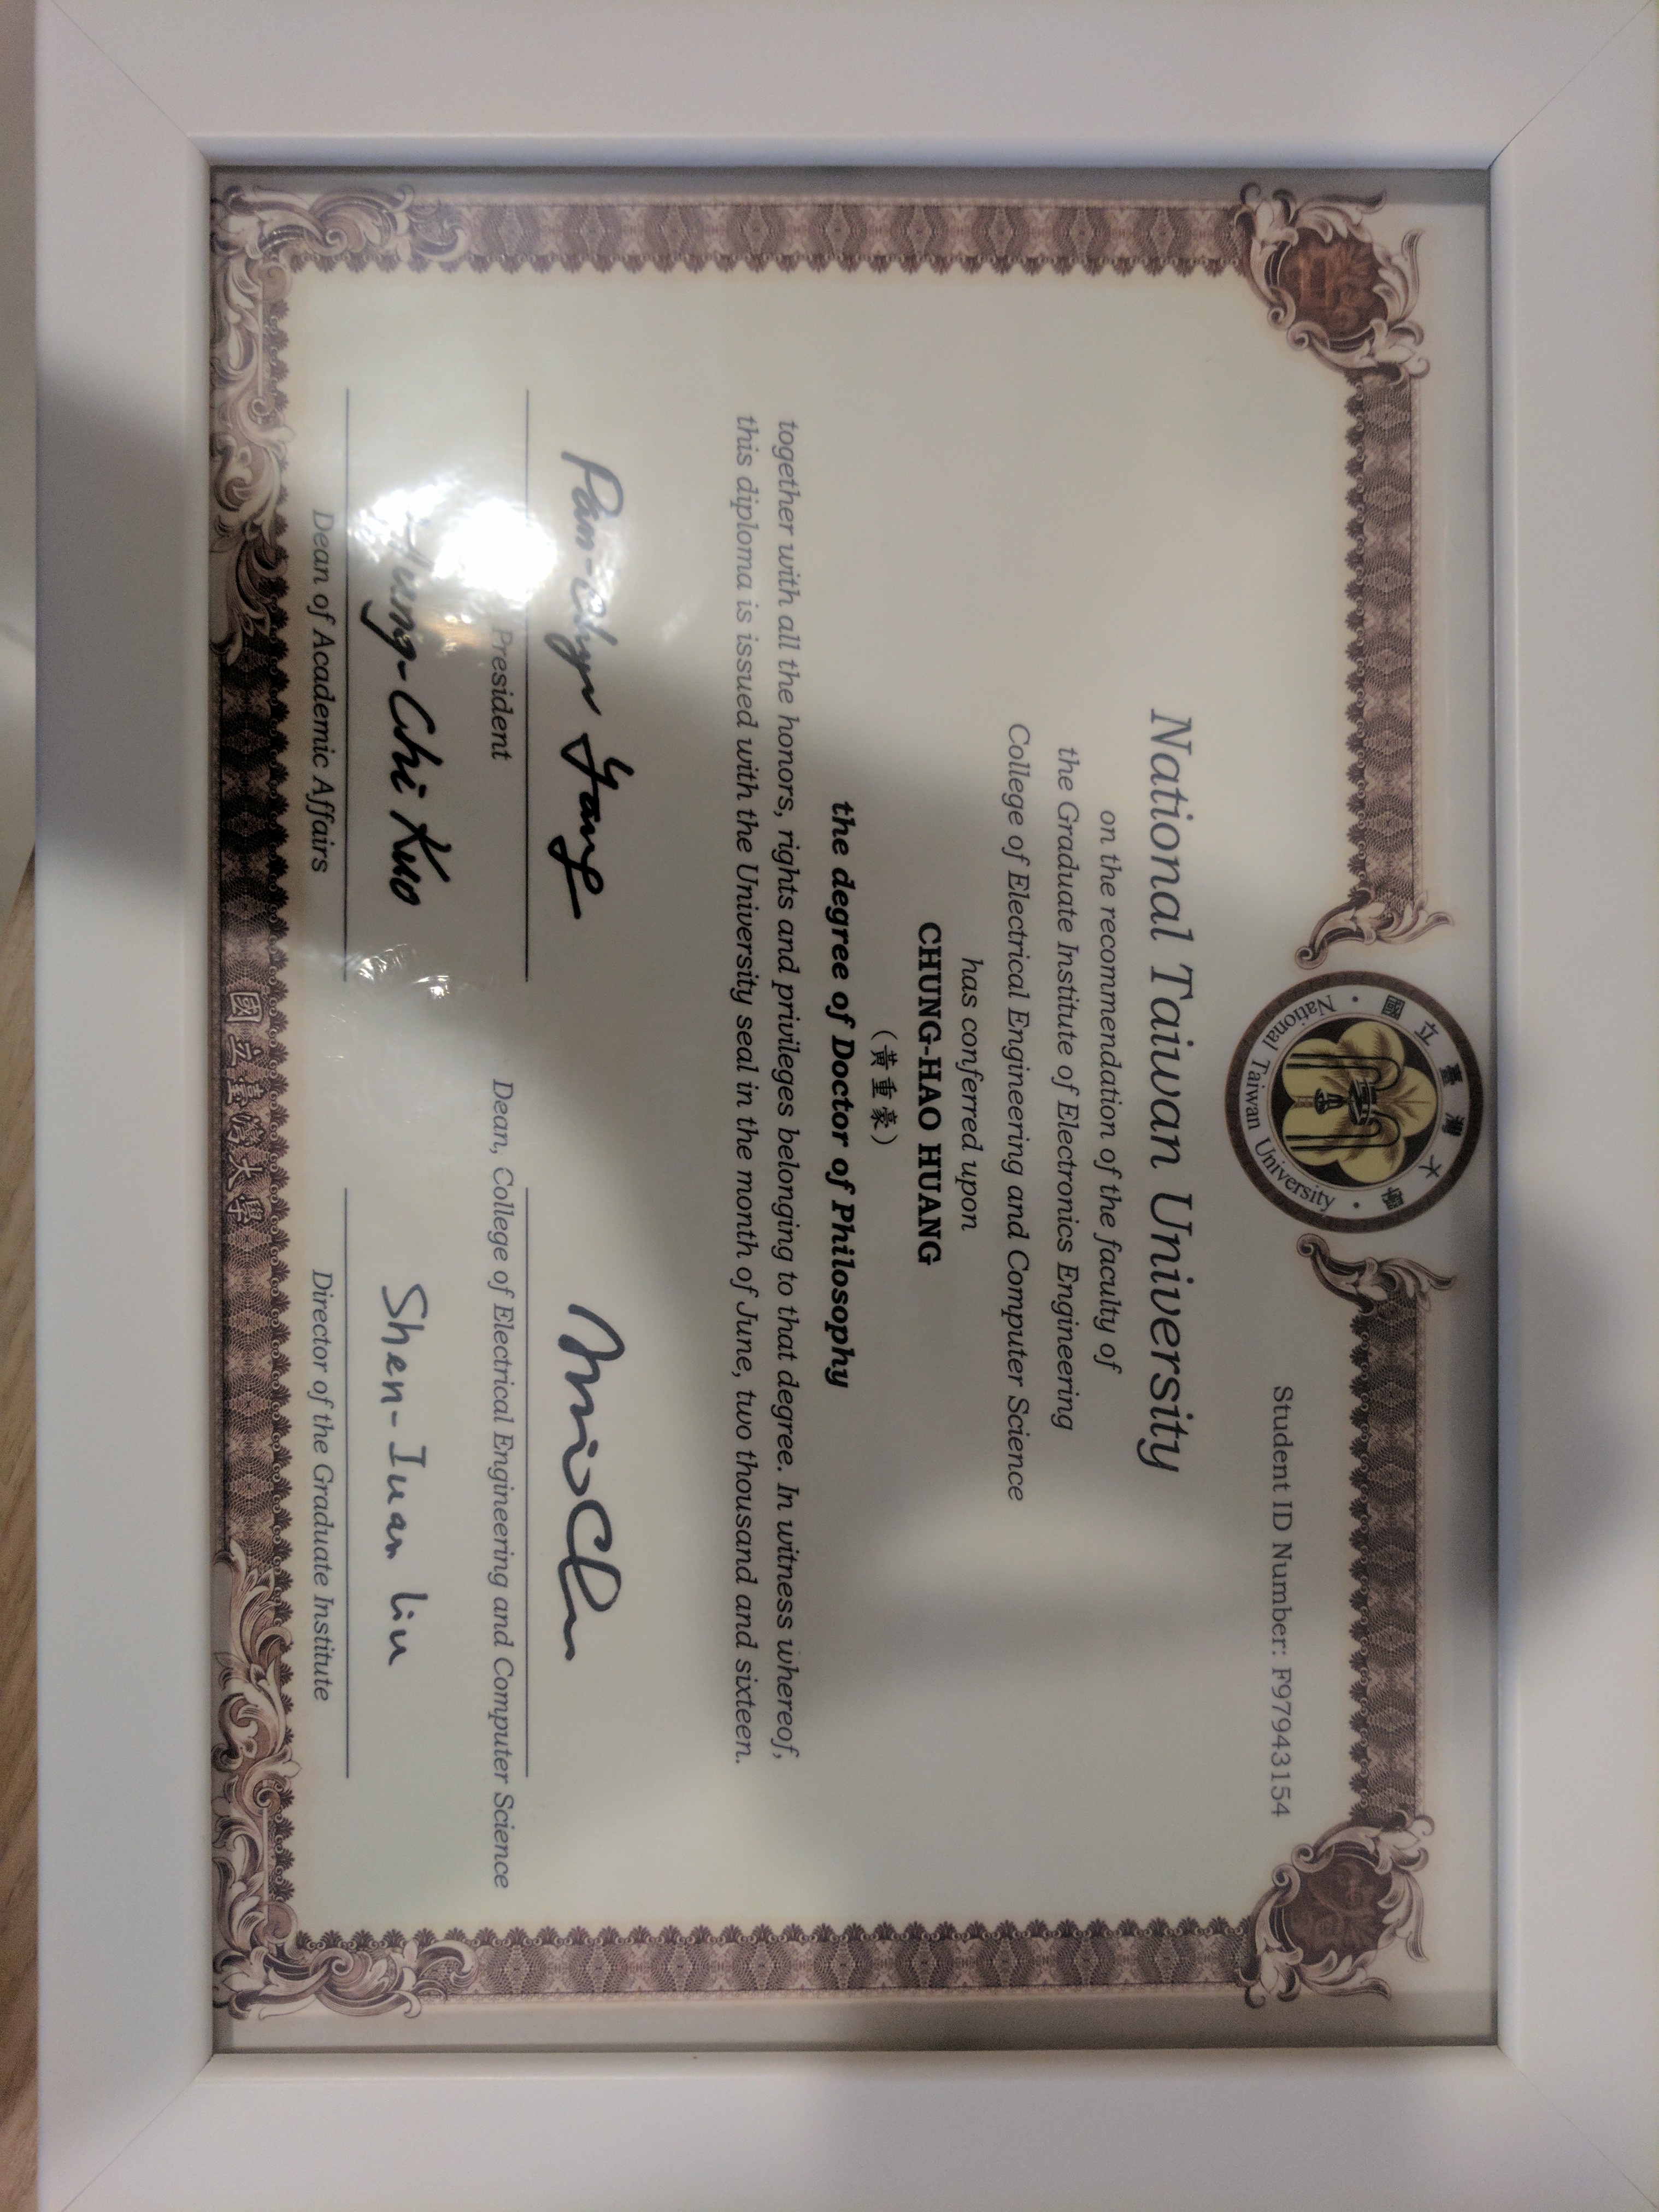 國立臺灣大學
National Taiwan University
Student ID Number: F97943154
National Taiwan University
on the recommendation of the faculty of
the Graduate Institute of Electronics Engineering
College of Electrical Engineering and Computer Science
has conferred upon
CHUNG-HAO HUANG
(黃重豪)
the degree of Doctor of Philosophy
together with all the honors, rights and privileges belonging to that degree. In witness whereof,
this diploma is issued with the University seal in the month of June, two thousand and sixteen.
Pan-Chyr Yang
President
Dean, College of Electrical Engineering and Computer Science
Kuo
Shen-Iuan Liu
Dean of Academic Affairs
Director of the Graduate Institute
國立臺灣大學